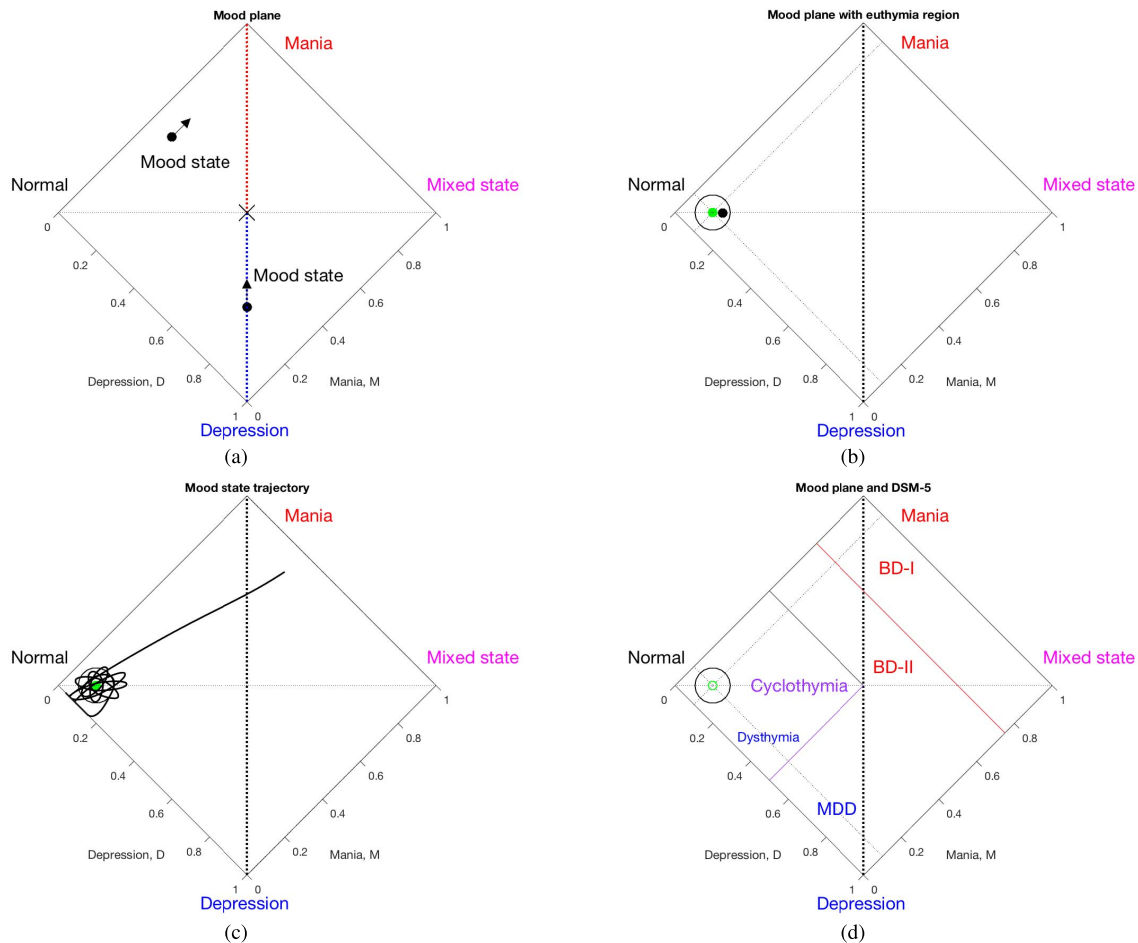 Mood plane
Mania
Mood state
Normal
Mixed state
0
1
0.2
0.8
Mood state
0.4
0.6
0.6
0.4
0.8
0.2
Depression, D
Mania, M
1 0
Depression
(a)
Mood plane with euthymia region
Mania
Normal
Mixed state
0
1
0.2
0.8
0.4
0.6
0.6
0.4
0.8
0.2
Depression, D
Mania, M
1 0
Depression
(b)
Mood state trajectory
Mania
Normal
Mixed state
0
1
0.2
0.8
0.4
0.6
0.6
0.4
0.8
0.2
Depression, D
Mania, M
1 0
Depression
(c)
Mood plane and DSM-5
Mania
BD-I
Normal
BD-II
Mixed state
Cyclothymia
0
1
0.2
Dysthymia
0.8
0.4
0.6
0.6
MDD
0.4
0.8
0.2
Depression, D
Mania, M
1 0
Depression
(d)